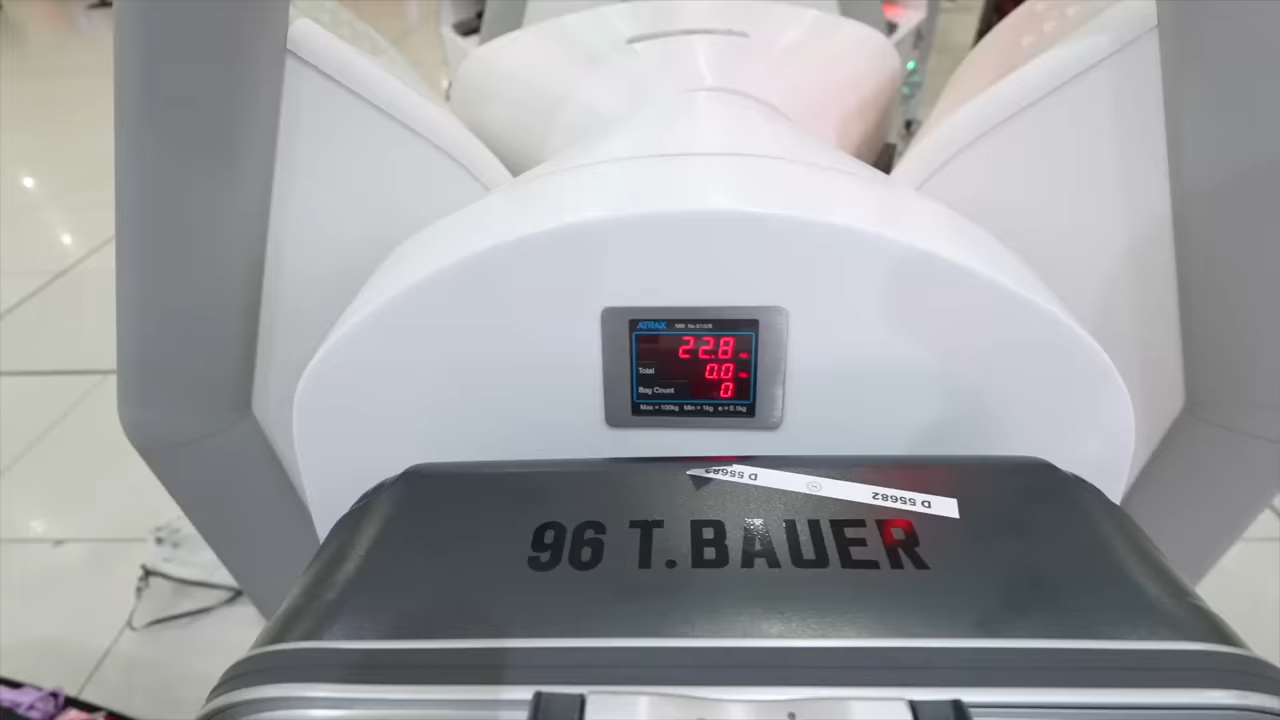 ATRAX
22.8
Total 0.0
Bag Count 0
Max = 100kg Min = 1kg e = 0.1kg
D 55682 D 55682
96 T.BAUER